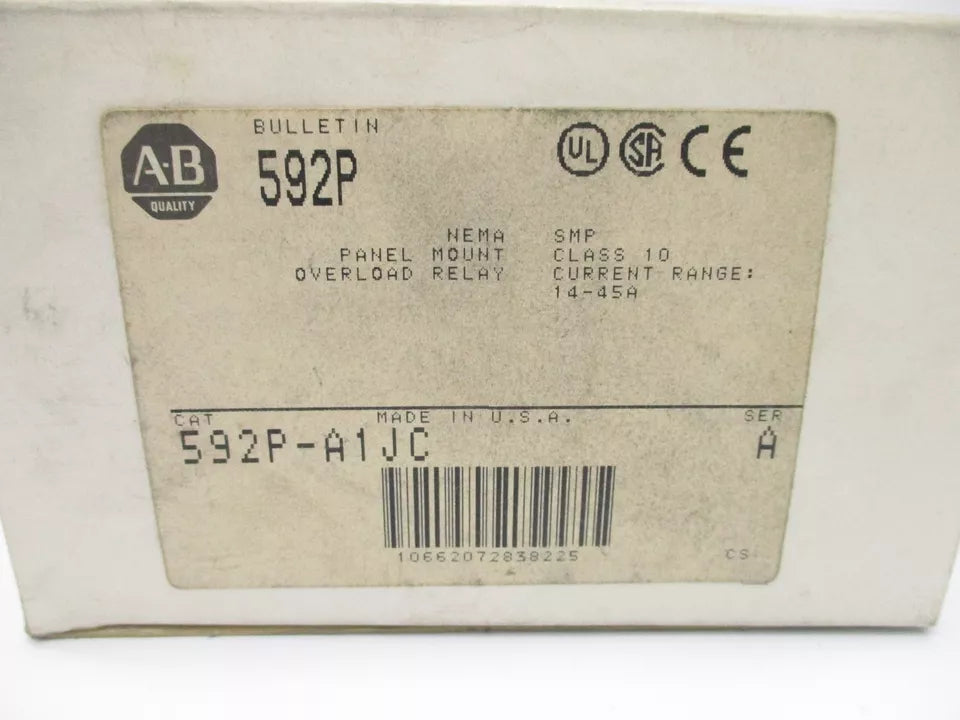 A-B
QUALITY
BULLETIN
592P
UL SA CE
NEMA SMP
PANEL MOUNT CLASS 10
OVERLOAD RELAY CURRENT RANGE:
14-45A
CAT MADE IN U.S.A. SER
592P-A1JC A
10662072838225
CS